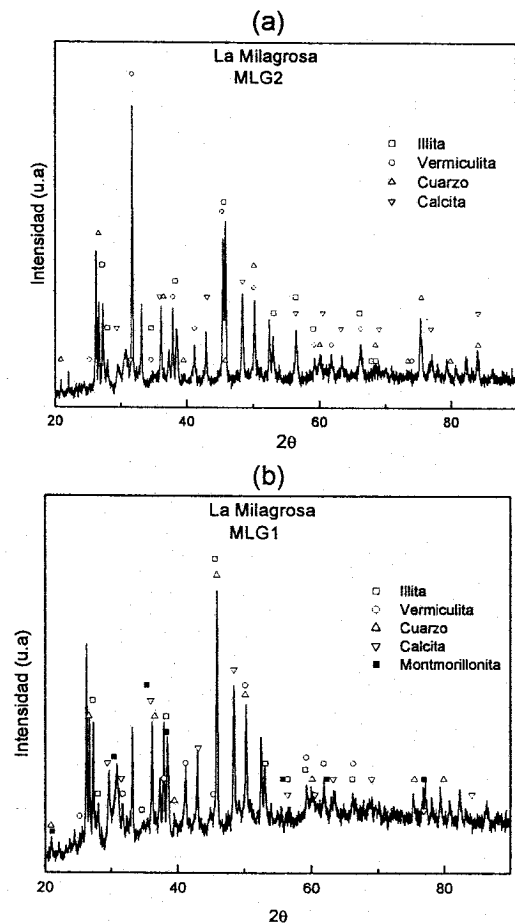 (a)
La Milagrosa
MLG2
Illita
Vermiculita
Cuarzo
Calcita
Intensidad (u.a)
20 40 60 80
2θ
(b)
La Milagrosa
MLG1
Illita
Vermiculita
Cuarzo
Calcita
Montmorillonita
Intensidad (u.a)
20 40 60 80
2θ